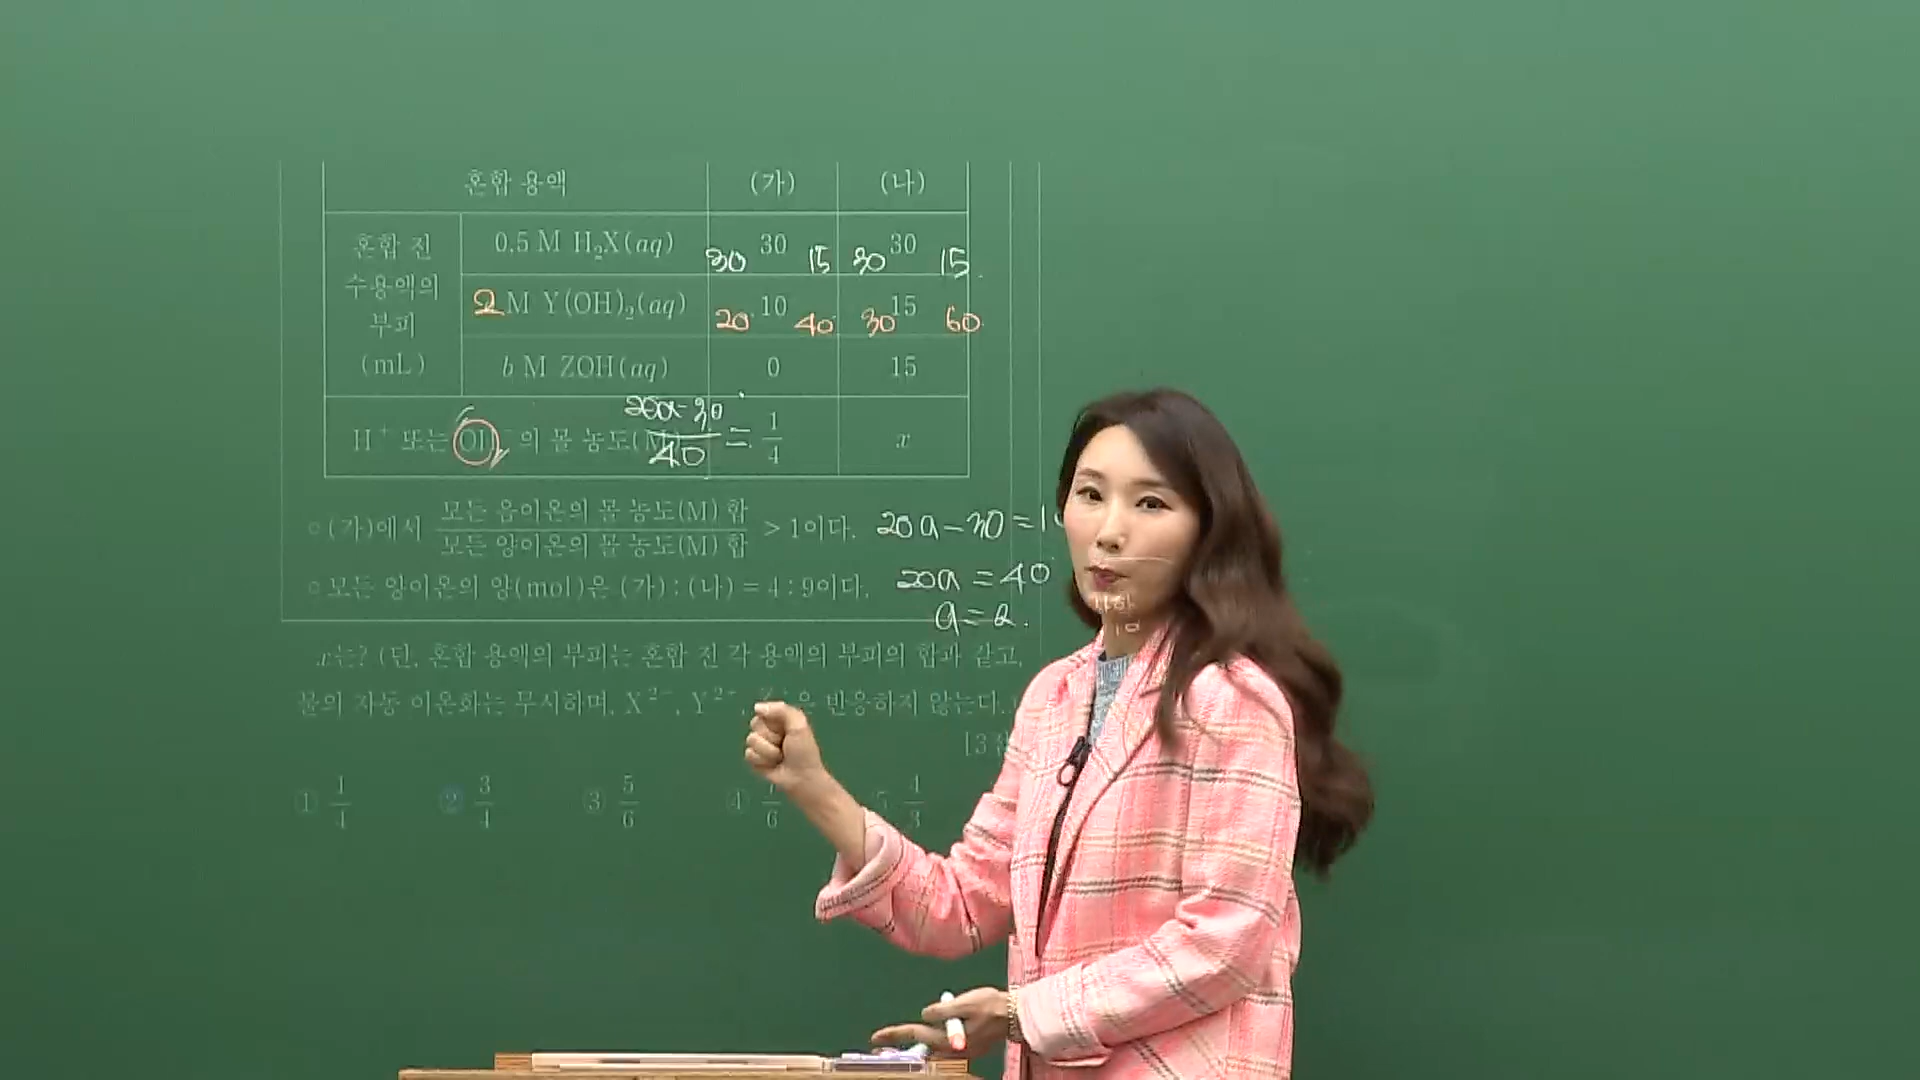 혼합 용액 (가) (나)
혼합 전 수용액의 부피 (mL)
0.5 M H₂X(aq) 30 30
30 15 30 15
2 M Y(OH)₂(aq) 10 15
20 40 30 60
b M ZOH(aq) 0 15
H⁺ 또는 OH⁻의 몰 농도(M) 1/4 x
(20a-30)/40 =
○ (가)에서 모든 음이온의 몰 농도(M) 합/모든 양이온의 몰 농도(M) 합 > 1이다.
20a-30=1
○ 모든 양이온의 양(mol)은 (가) : (나) = 4 : 9이다.
20a=40
a=2.
x는? (단, 혼합 용액의 부피는 혼합 전 각 용액의 부피의 합과 같고,
물의 자동 이온화는 무시하며, X²⁻, Y²⁺, 은 반응하지 않는다.
[3
① 1/4 ② 3/4 ③ 5/6 ④ 7/6 5 4/3